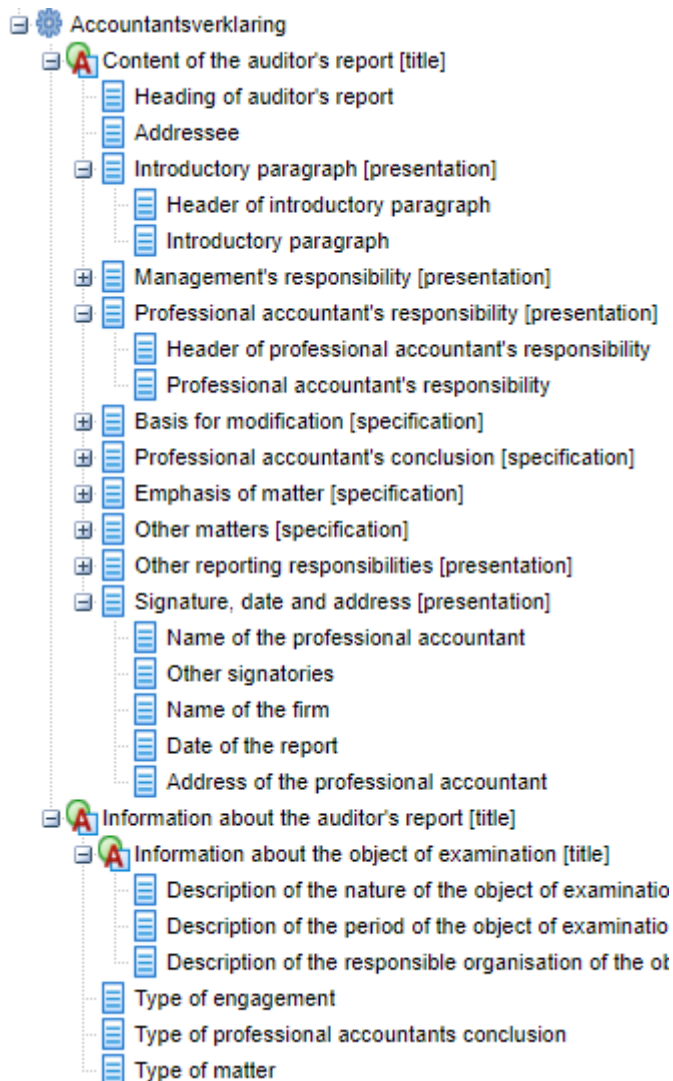 Accountantsverklaring
Content of the auditor's report [title]
Heading of auditor's report
Addressee
Introductory paragraph [presentation]
Header of introductory paragraph
Introductory paragraph
Management's responsibility [presentation]
Professional accountant's responsibility [presentation]
Header of professional accountant's responsibility
Professional accountant's responsibility
Basis for modification [specification]
Professional accountant's conclusion [specification]
Emphasis of matter [specification]
Other matters [specification]
Other reporting responsibilities [presentation]
Signature, date and address [presentation]
Name of the professional accountant
Other signatories
Name of the firm
Date of the report
Address of the professional accountant
Information about the auditor's report [title]
Information about the object of examination [title]
Description of the nature of the object of examinatio
Description of the period of the object of examinatio
Description of the responsible organisation of the ob
Type of engagement
Type of professional accountants conclusion
Type of matter